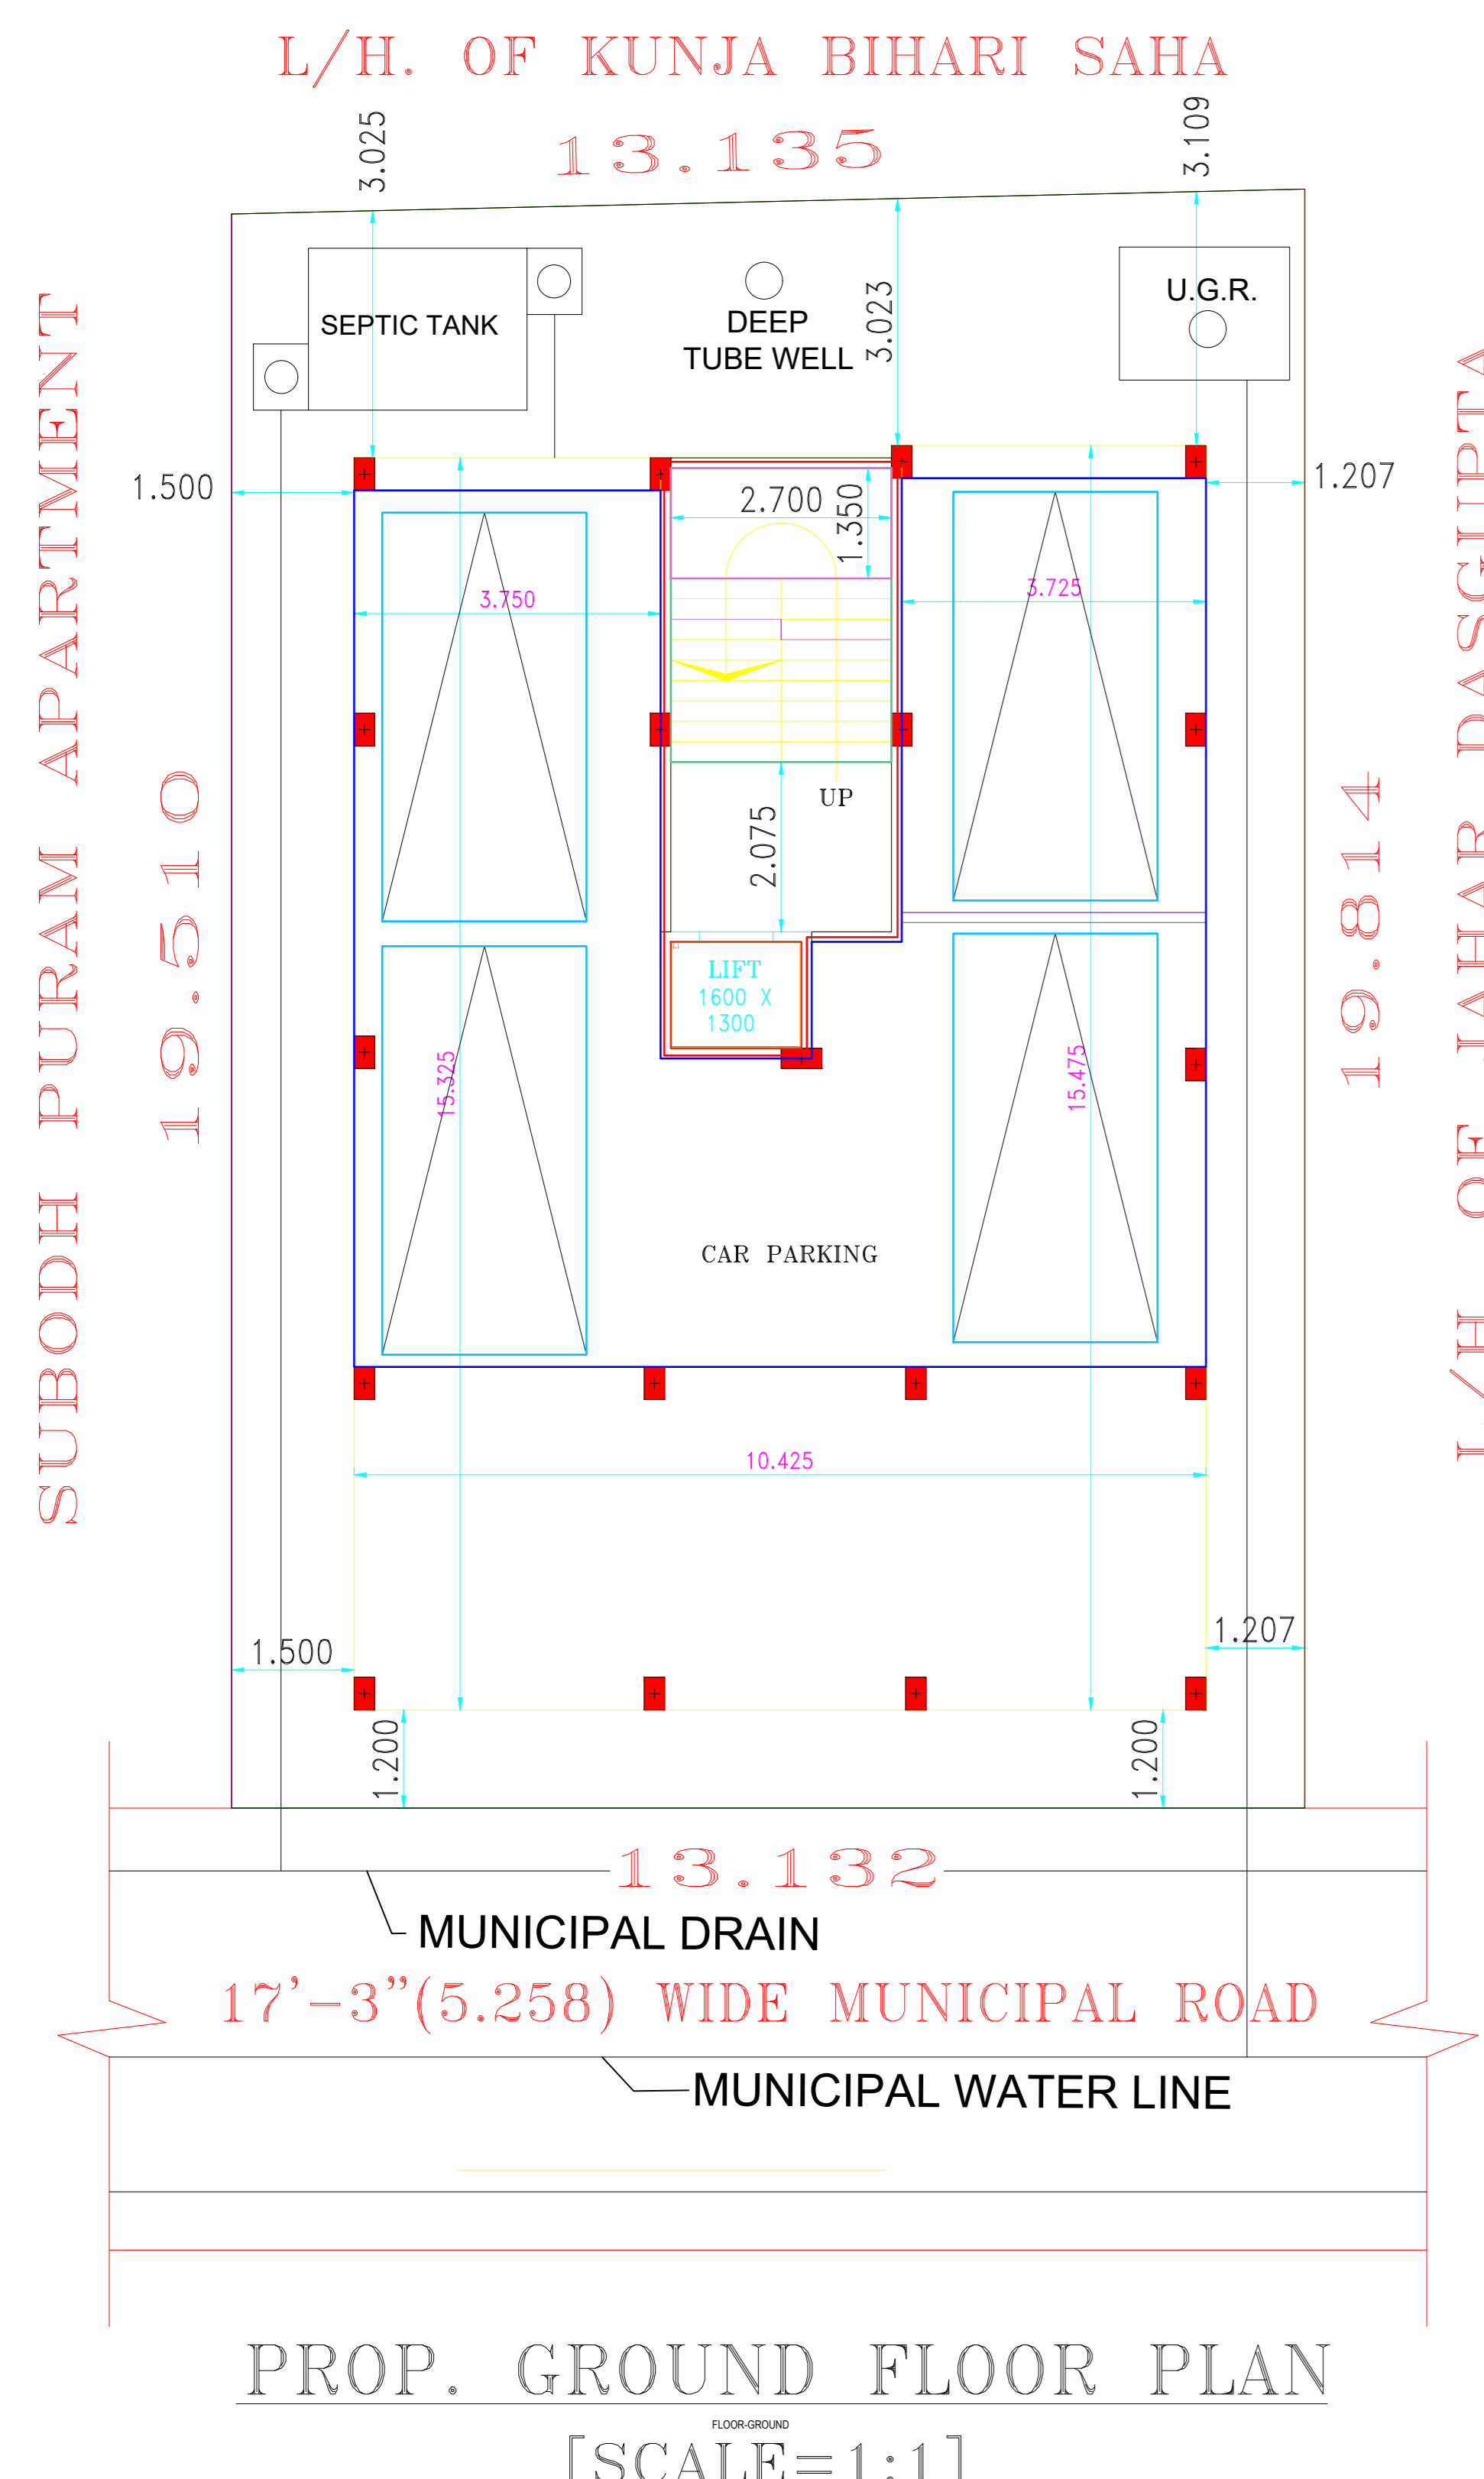 L/H. OF KUNJA BIHARI SAHA
13.135
3.025
3.109
SEPTIC TANK
DEEP
TUBE WELL
3.023
U.G.R.
1.500
1.207
2.700
1.350
3.750
3.725
SUBODH PURAM APARTMENT
19.510
UP
2.075
19.814
L/H OF JAHAR DASGUPTA
LIFT
1600 X
1300
15.325
15.475
CAR PARKING
10.425
1.500
1.207
1.200
1.200
13.132
MUNICIPAL DRAIN
17'-3"(5.258) WIDE MUNICIPAL ROAD
MUNICIPAL WATER LINE
PROP. GROUND FLOOR PLAN
FLOOR-GROUND
[SCALE=1:1]